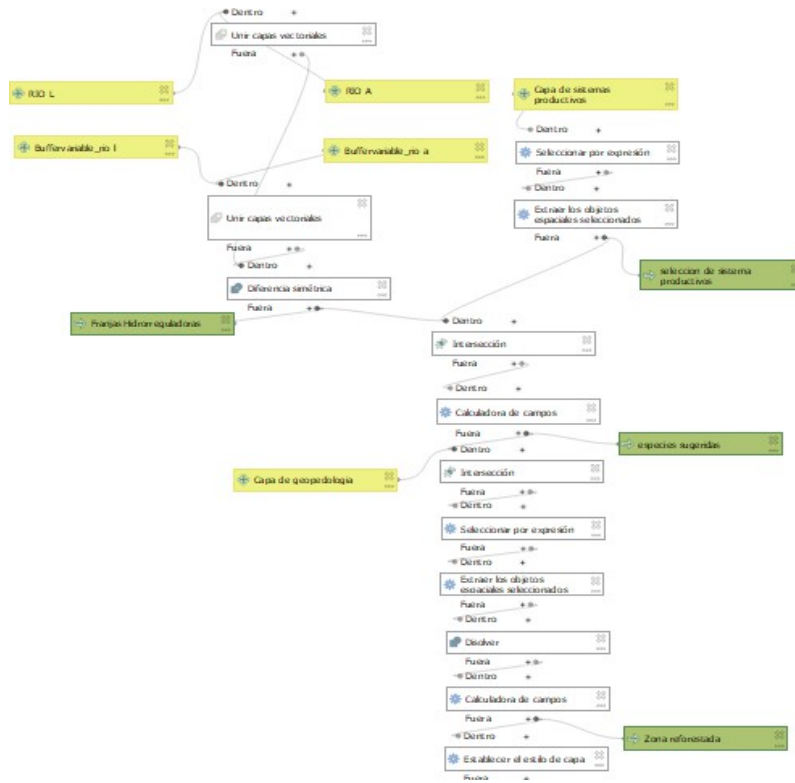 Dentro +
Unir capas vectoriales
Fuera +
RIO L
RIO A
Capa de sistemas
productivos
Buffervariable_rio l
Buffervariable_rio a
Dentro +
Seleccionar por expresión
Fuera +
Dentro +
Dentro +
Extraer los objetos
espaciales seleccionados
Fuera +
Unir capas vectoriales
Fuera +
Dentro +
seleccion de sistema
productivos
Diferencia simétrica
Fuera +
Franjas Hidrorreguladoras
Dentro +
Intersección
Fuera +
Dentro +
Calculadora de campos
Fuera +
Dentro +
especies sugeridas
Capa de geopedologia
Intersección
Fuera +
Dentro +
Seleccionar por expresión
Fuera +
Dentro +
Extraer los objetos
espaciales seleccionados
Fuera +
Dentro +
Disolver
Fuera +
Dentro +
Calculadora de campos
Fuera +
Dentro +
Zona reforestada
Establecer el estilo de capa
Fuera +